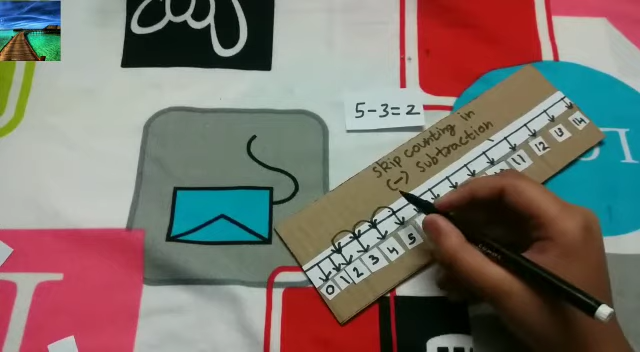 5-3=2
skip counting in
(-) subtraction
0 1 2 3 4 5 11 12 13 14